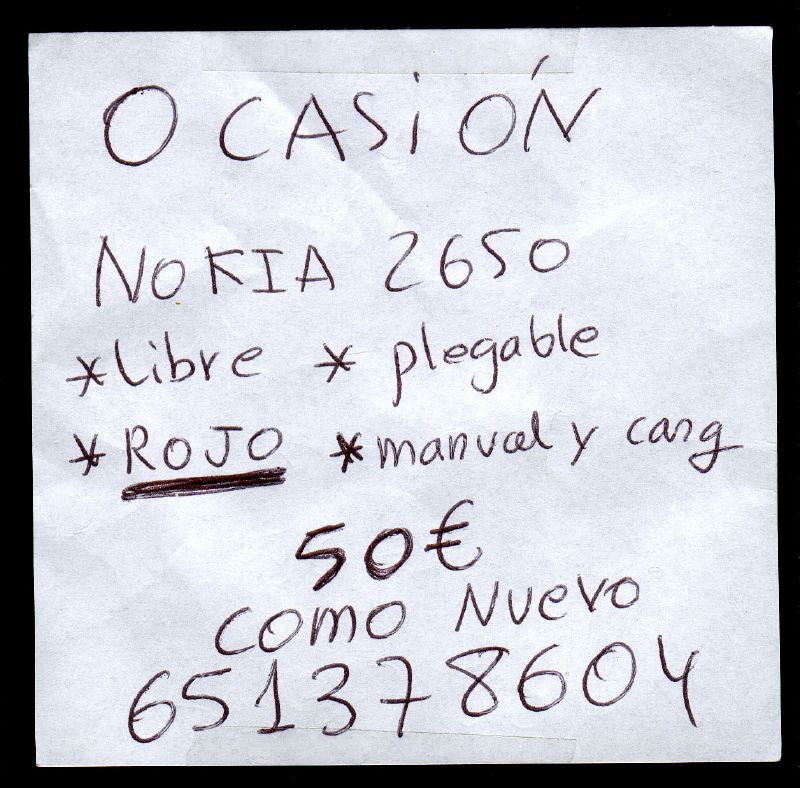 OCASIÓN
NOKIA 2650
*Libre * plegable
*ROJO *manual y carg
50€
COMO NUEVO
651378604